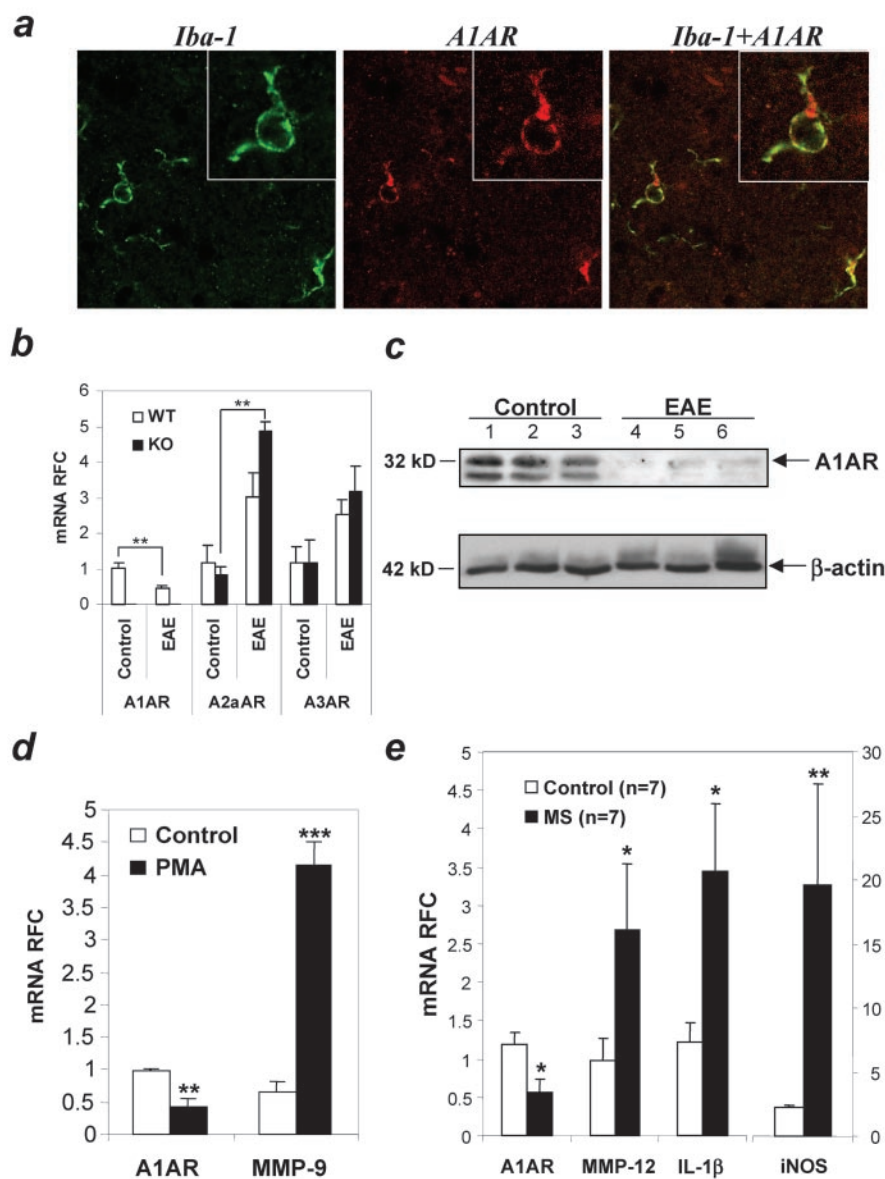 a
Iba-1 A1AR Iba-1+A1AR
b
6
5
4
3
2
1
0
mRNA RFC
WT
KO
**
**
Control EAE Control EAE Control EAE
A1AR A2aAR A3AR
c
Control EAE
1 2 3 4 5 6
32 kD A1AR
42 kD β-actin
d
5
4.5
4
3.5
3
2.5
2
1.5
1
0.5
0
mRNA RFC
Control
PMA
**
***
A1AR MMP-9
e
5
4.5
4
3.5
3
2.5
2
1.5
1
0.5
0
mRNA RFC
Control (n=7)
MS (n=7)
*
*
*
**
30
25
20
15
10
5
0
A1AR MMP-12 IL-1β iNOS